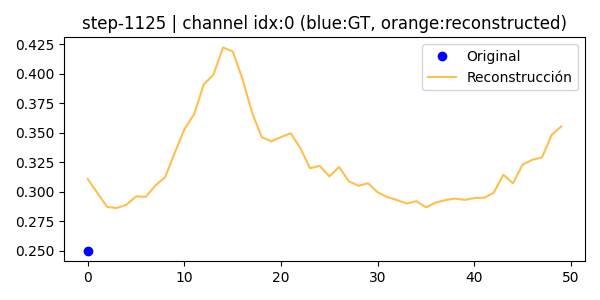 step-1125 | channel idx:0 (blue:GT, orange:reconstructed)
0.425
0.400
0.375
0.350
0.325
0.300
0.275
0.250
Original
Reconstrucción
0 10 20 30 40 50